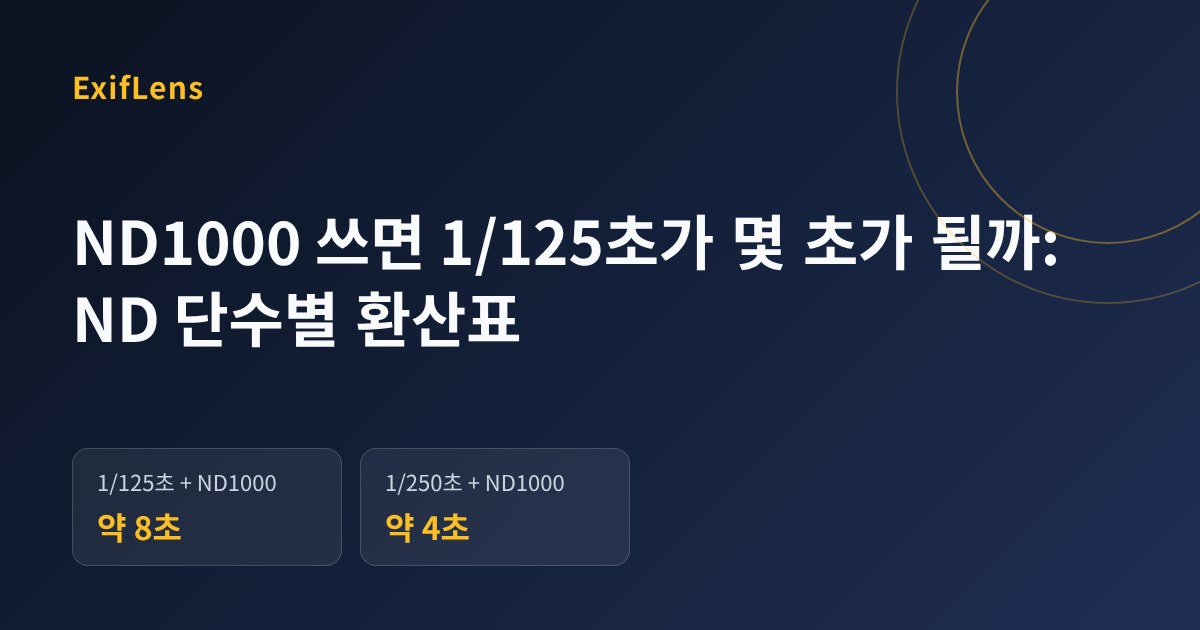 ExifLens
ND1000 쓰면 1/125초가 몇 초가 될까:
ND 단수별 환산표
1/125초 + ND1000
약 8초
1/250초 + ND1000
약 4초